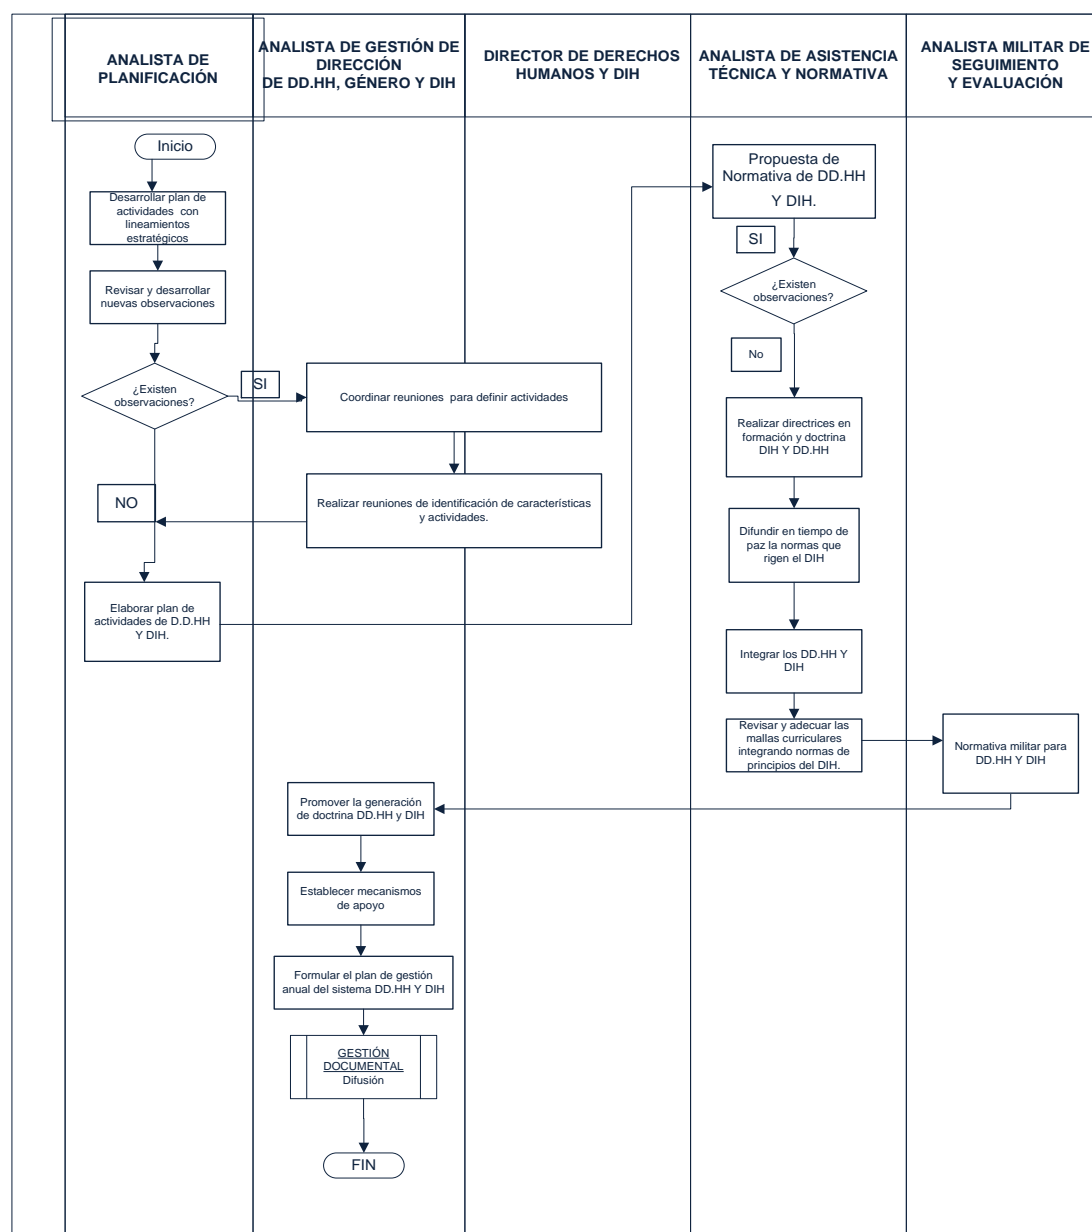 ANALISTA DE
PLANIFICACIÓN
ANALISTA DE GESTIÓN DE
DIRECCIÓN
DE DD.HH, GÉNERO Y DIH
DIRECTOR DE DERECHOS
HUMANOS Y DIH
ANALISTA DE ASISTENCIA
TÉCNICA Y NORMATIVA
ANALISTA MILITAR DE
SEGUIMIENTO
Y EVALUACIÓN
Inicio
Desarrollar plan de
actividades con
lineamientos
estratégicos
Revisar y desarrollar
nuevas observaciones
¿Existen
observaciones?
SI
Coordinar reuniones para definir actividades
Realizar reuniones de identificación de características
y actividades.
NO
Elaborar plan de
actividades de D.D.HH
Y DIH.
Propuesta de
Normativa de DD.HH
Y DIH.
SI
¿Existen
observaciones?
No
Realizar directrices en
formación y doctrina
DIH Y DD.HH
Difundir en tiempo de
paz la normas que
rigen el DIH
Integrar los DD.HH Y
DIH
Revisar y adecuar las
mallas curriculares
integrando normas de
principios del DIH.
Normativa militar para
DD.HH Y DIH
Promover la generación
de doctrina DD.HH y DIH
Establecer mecanismos
de apoyo
Formular el plan de gestión
anual del sistema DD.HH Y DIH
GESTIÓN
DOCUMENTAL
Difusión
FIN